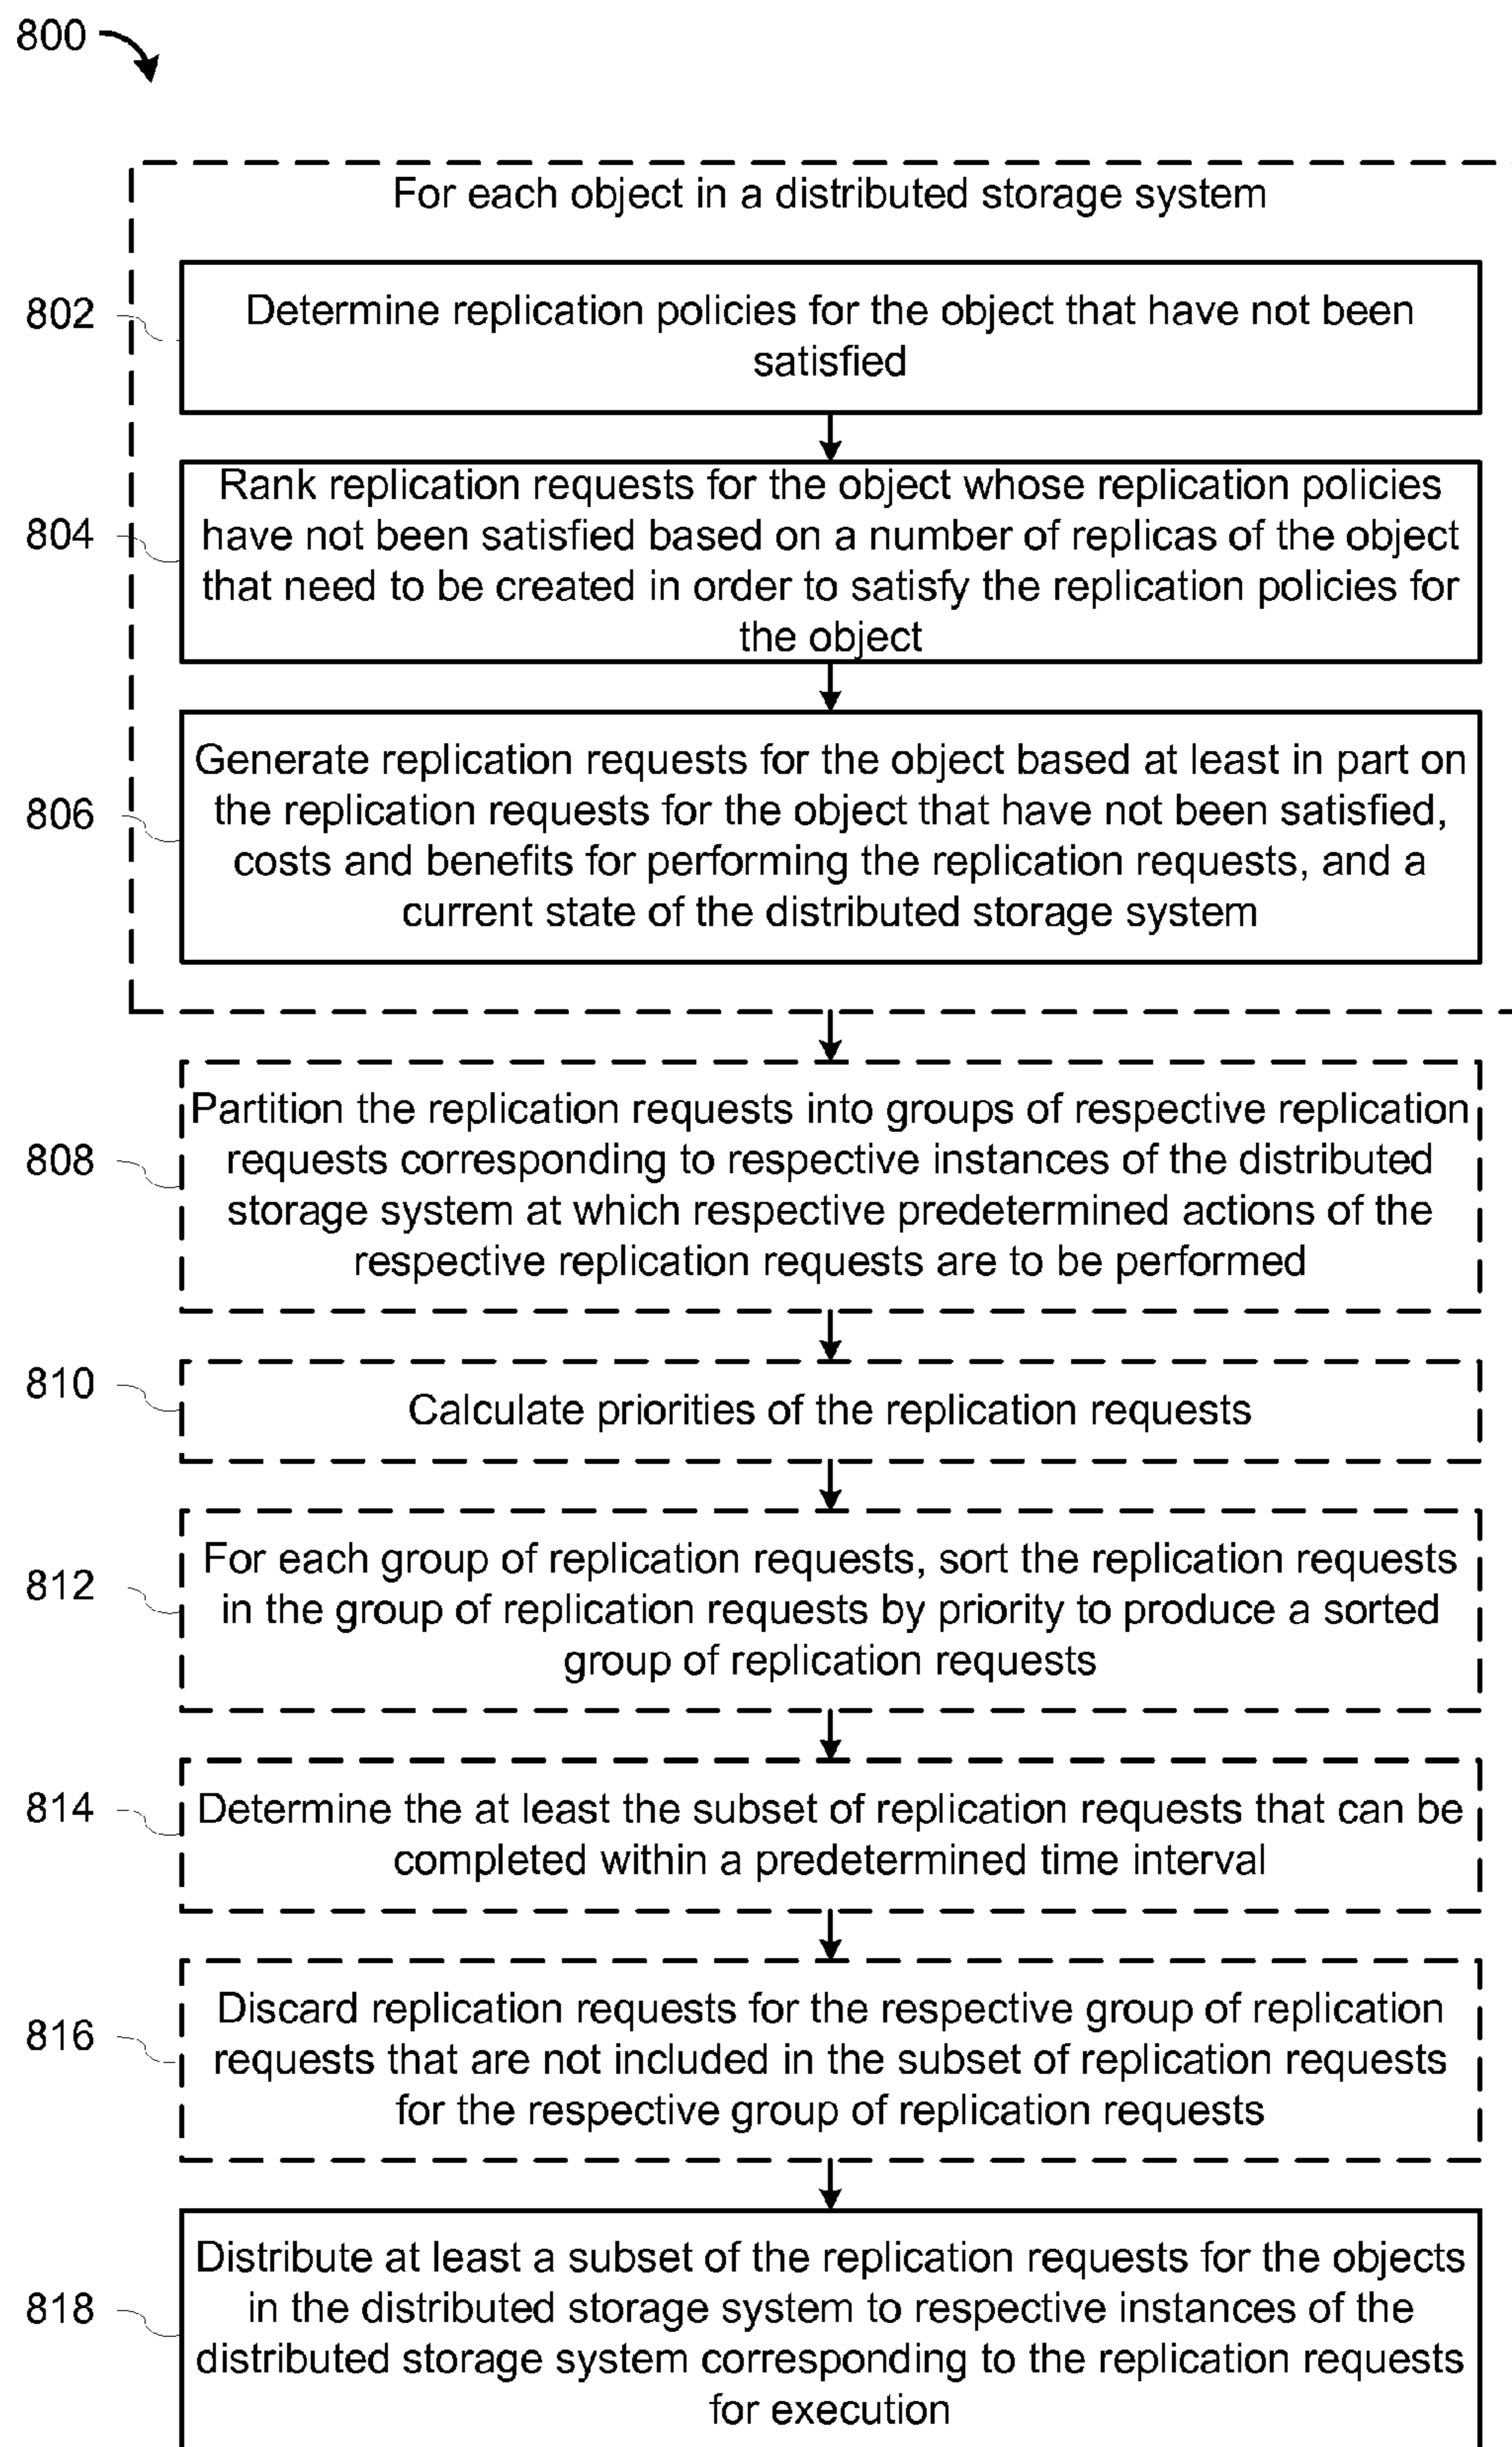 800
For each object in a distributed storage system
802
Determine replication policies for the object that have not been
satisfied
804
Rank replication requests for the object whose replication policies
have not been satisfied based on a number of replicas of the object
that need to be created in order to satisfy the replication policies for
the object
806
Generate replication requests for the object based at least in part on
the replication requests for the object that have not been satisfied,
costs and benefits for performing the replication requests, and a
current state of the distributed storage system
808
Partition the replication requests into groups of respective replication
requests corresponding to respective instances of the distributed
storage system at which respective predetermined actions of the
respective replication requests are to be performed
810
Calculate priorities of the replication requests
812
For each group of replication requests, sort the replication requests
in the group of replication requests by priority to produce a sorted
group of replication requests
814
Determine the at least the subset of replication requests that can be
completed within a predetermined time interval
816
Discard replication requests for the respective group of replication
requests that are not included in the subset of replication requests
for the respective group of replication requests
818
Distribute at least a subset of the replication requests for the objects
in the distributed storage system to respective instances of the
distributed storage system corresponding to the replication requests
for execution